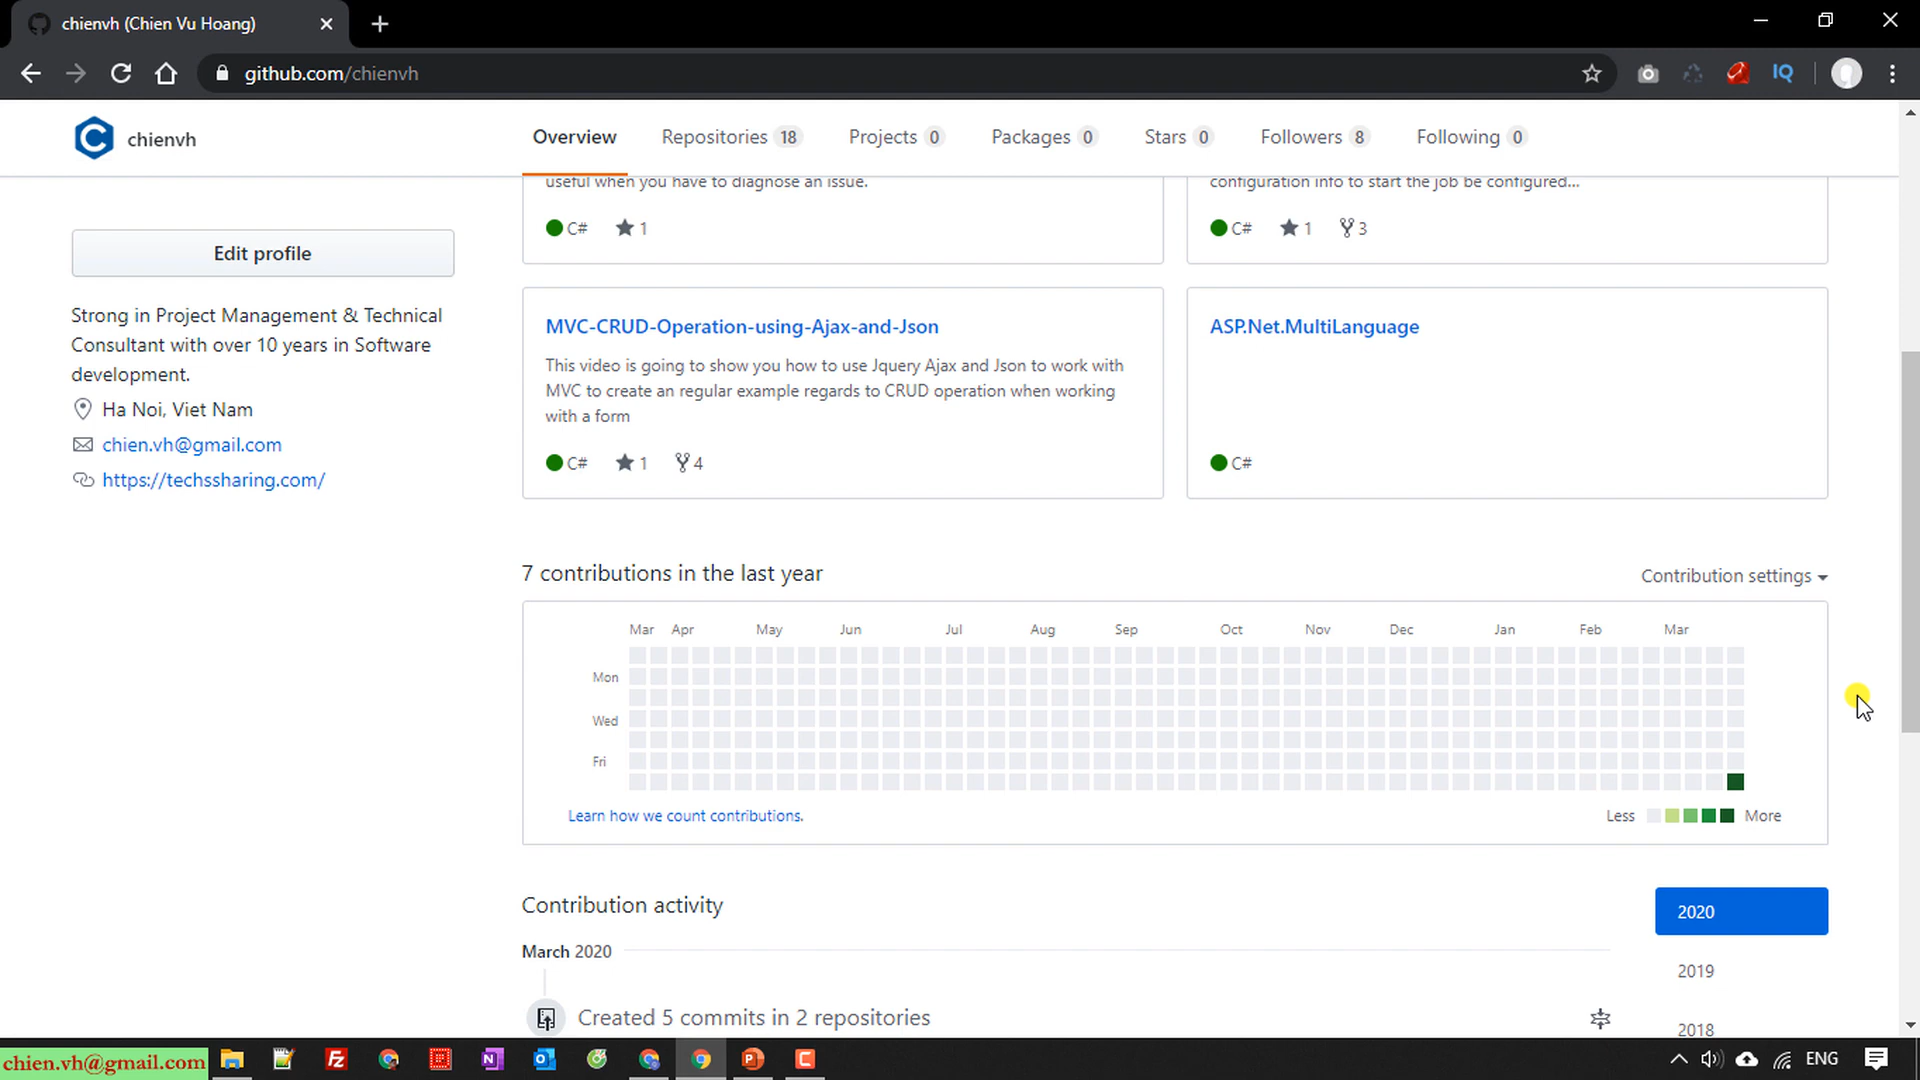 chienvh (Chien Vu Hoang)
github.com/chienvh
chienvh
Overview Repositories 18 Projects 0 Packages 0 Stars 0 Followers 8 Following 0
useful when you have to diagnose an issue.
C# 1
configuration info to start the job be configured...
C# 1 3
Edit profile
Strong in Project Management & Technical
Consultant with over 10 years in Software
development.
Ha Noi, Viet Nam
chien.vh@gmail.com
https://techssharing.com/
MVC-CRUD-Operation-using-Ajax-and-Json
This video is going to show you how to use Jquery Ajax and Json to work with
MVC to create an regular example regards to CRUD operation when working
with a form
C# 1 4
ASP.Net.MultiLanguage
C#
7 contributions in the last year
Contribution settings
Mar Apr May Jun Jul Aug Sep Oct Nov Dec Jan Feb Mar
Mon
Wed
Fri
Learn how we count contributions.
Less More
Contribution activity
2020
2019
2018
March 2020
Created 5 commits in 2 repositories
chien.vh@gmail.com
ENG